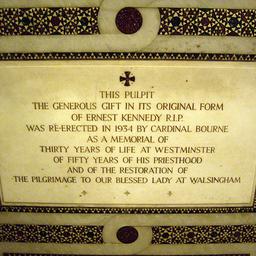 THIS PULPIT
THE GENEROUS GIFT IN ITS ORIGINAL FORM
OF ERNEST KENNEDY R.I.P.
WAS RE-ERECTED IN 1934 BY CARDINAL BOURNE
AS A MEMORIAL OF
THIRTY YEARS OF LIFE AT WESTMINSTER
OF FIFTY YEARS OF HIS PRIESTHOOD
AND OF THE RESTORATION OF
THE PILGRIMAGE TO OUR BLESSED LADY AT WALSINGHAM